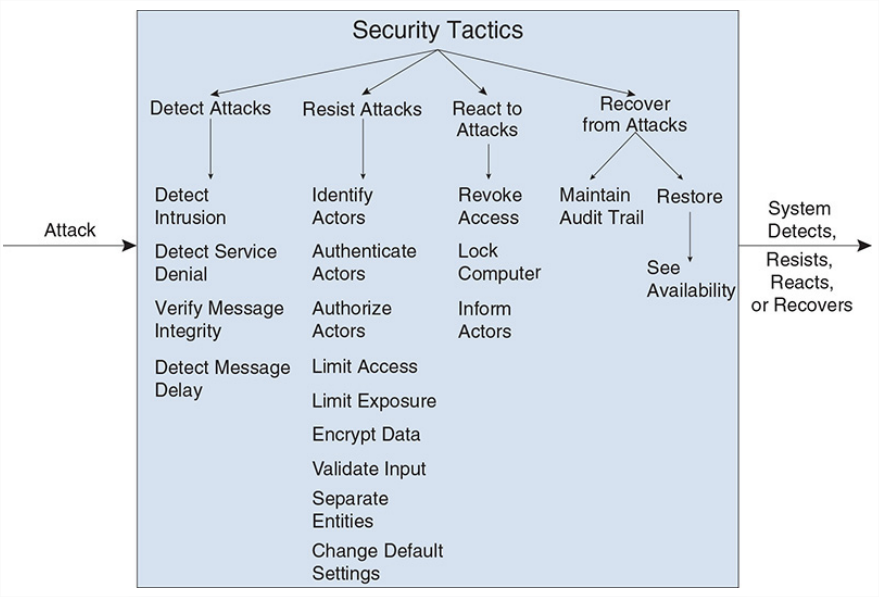 Security Tactics
Detect Attacks
Resist Attacks
React to
Attacks
Recover
from Attacks
Detect
Intrusion
Detect Service
Denial
Verify Message
Integrity
Detect Message
Delay
Identify
Actors
Authenticate
Actors
Authorize
Actors
Limit Access
Limit Exposure
Encrypt Data
Validate Input
Separate
Entities
Change Default
Settings
Revoke
Access
Lock
Computer
Inform
Actors
Maintain
Audit Trail
Restore
See
Availability
Attack
System
Detects,
Resists,
Reacts,
or Recovers